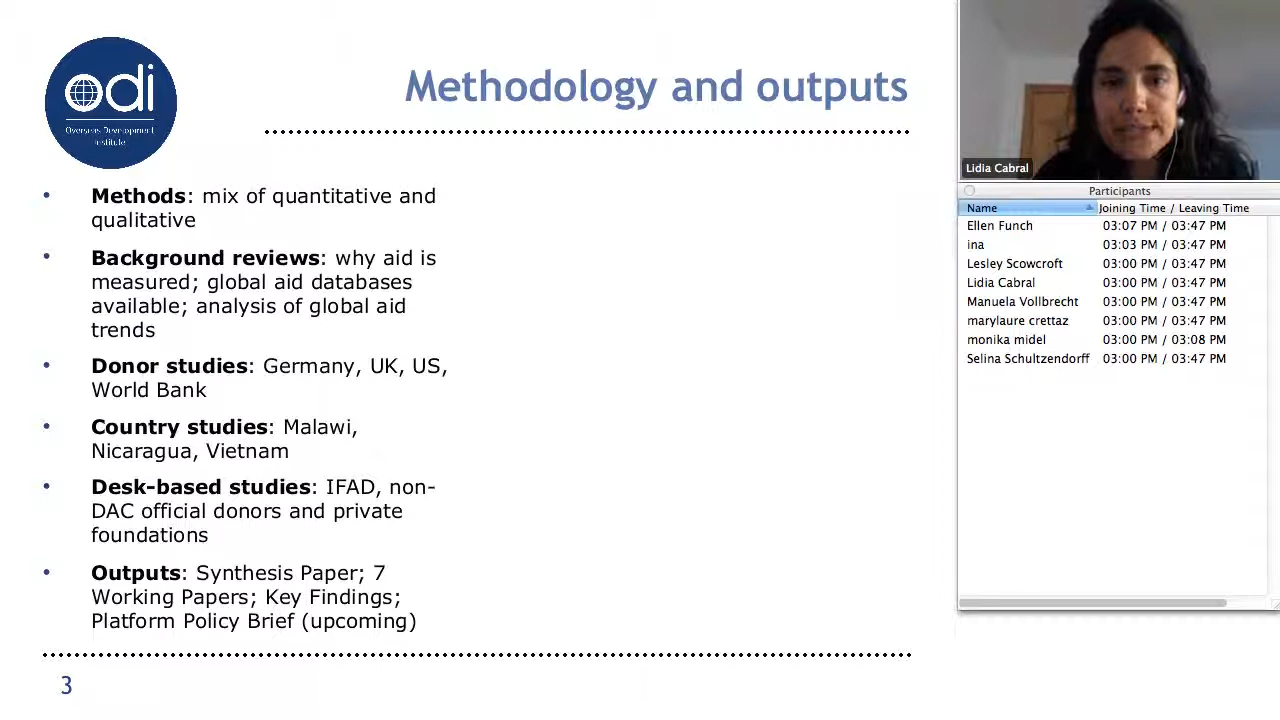 odi
Overseas Development
Institute
Methodology and outputs
• Methods: mix of quantitative and
qualitative
• Background reviews: why aid is
measured; global aid databases
available; analysis of global aid
trends
• Donor studies: Germany, UK, US,
World Bank
• Country studies: Malawi,
Nicaragua, Vietnam
• Desk-based studies: IFAD, non-
DAC official donors and private
foundations
• Outputs: Synthesis Paper; 7
Working Papers; Key Findings;
Platform Policy Brief (upcoming)
3
Lidia Cabral
Participants
Name Joining Time / Leaving Time
Ellen Funch 03:07 PM / 03:47 PM
ina 03:03 PM / 03:47 PM
Lesley Scowcroft 03:00 PM / 03:47 PM
Lidia Cabral 03:00 PM / 03:47 PM
Manuela Vollbrecht 03:00 PM / 03:47 PM
marylaure crettaz 03:00 PM / 03:47 PM
monika midel 03:00 PM / 03:08 PM
Selina Schultzendorff 03:00 PM / 03:47 PM